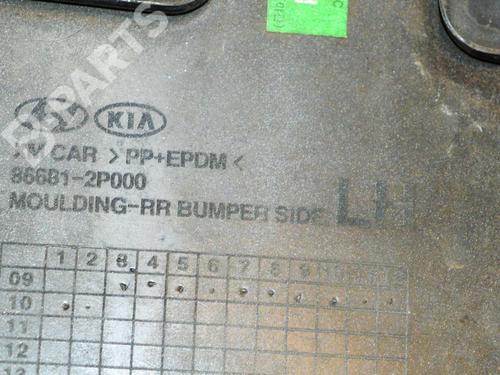 C
KIA
CAR > PP+EPDM <
86681-2P000
MOULDING-RR BUMPER SIDE LH
1 2 3 4 5 6 7 8 9
09
10
11
12
13